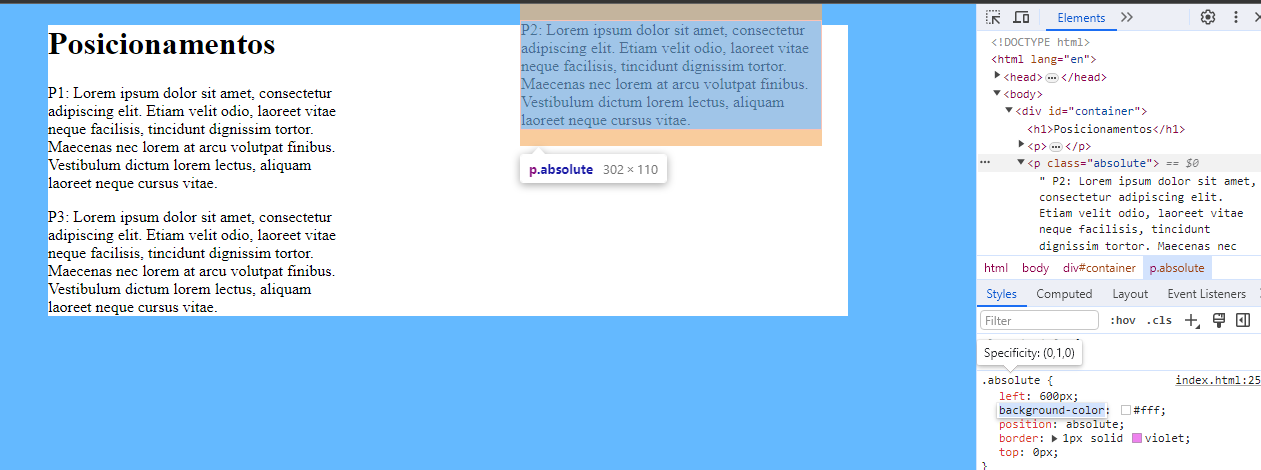 Posicionamentos
P1: Lorem ipsum dolor sit amet, consectetur
adipiscing elit. Etiam velit odio, laoreet vitae
neque facilisis, tincidunt dignissim tortor.
Maecenas nec lorem at arcu volutpat finibus.
Vestibulum dictum lorem lectus, aliquam
laoreet neque cursus vitae.
P3: Lorem ipsum dolor sit amet, consectetur
adipiscing elit. Etiam velit odio, laoreet vitae
neque facilisis, tincidunt dignissim tortor.
Maecenas nec lorem at arcu volutpat finibus.
Vestibulum dictum lorem lectus, aliquam
laoreet neque cursus vitae.
P2: Lorem ipsum dolor sit amet, consectetur
adipiscing elit. Etiam velit odio, laoreet vitae
neque facilisis, tincidunt dignissim tortor.
Maecenas nec lorem at arcu volutpat finibus.
Vestibulum dictum lorem lectus, aliquam
laoreet neque cursus vitae.
p.absolute 302 × 110
Elements
<!DOCTYPE html>
<html lang="en">
<head>⋯</head>
<body>
<div id="container">
<h1>Posicionamentos</h1>
<p>⋯</p>
<p class="absolute"> == $0
" P2: Lorem ipsum dolor sit amet,
consectetur adipiscing elit.
Etiam velit odio, laoreet vitae
neque facilisis, tincidunt
dignissim tortor. Maecenas nec
html body div#container p.absolute
Styles Computed Layout Event Listeners
Filter :hov .cls
Specificity: (0,1,0)
.absolute { index.html:25
left: 600px;
background-color: #fff;
position: absolute;
border: 1px solid violet;
top: 0px;
}